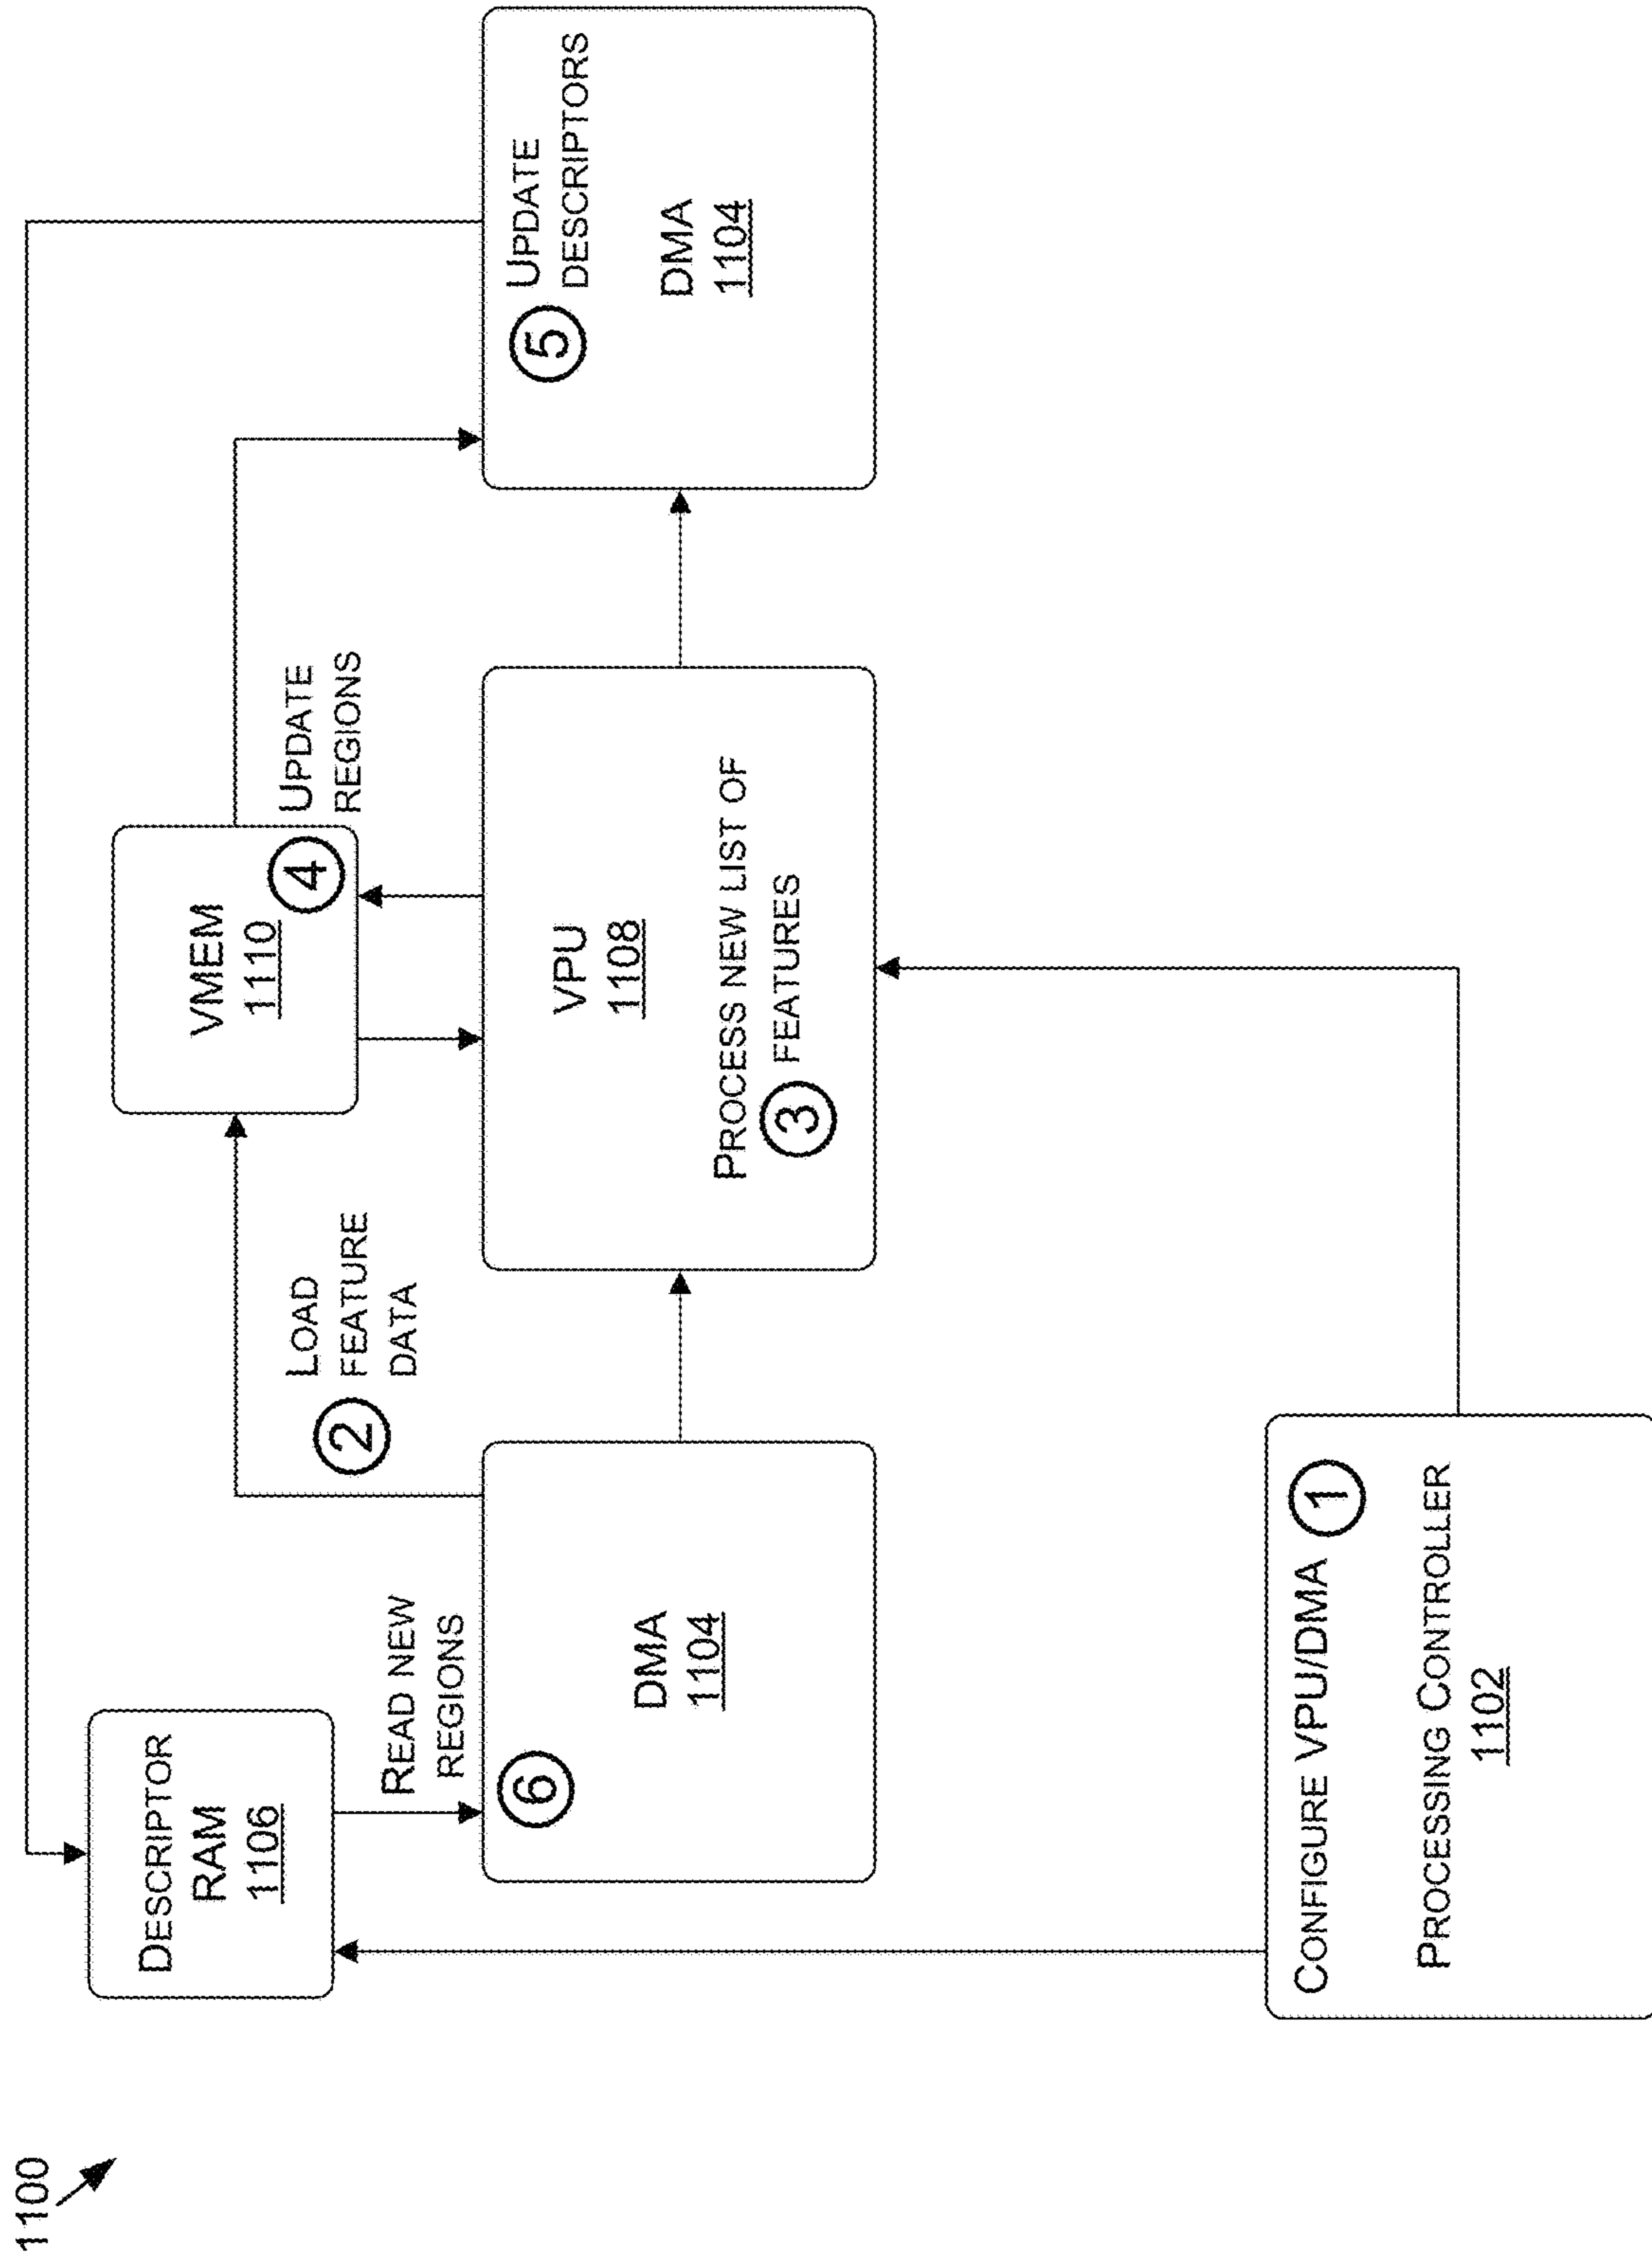 1100
DESCRIPTOR
RAM
1106
READ NEW
REGIONS
6
DMA
1104
2
LOAD
FEATURE
DATA
VMEM
1110
4
UPDATE
REGIONS
VPU
1108
PROCESS NEW LIST OF
3 FEATURES
5
UPDATE
DESCRIPTORS
DMA
1104
CONFIGURE VPU/DMA 1
PROCESSING CONTROLLER
1102